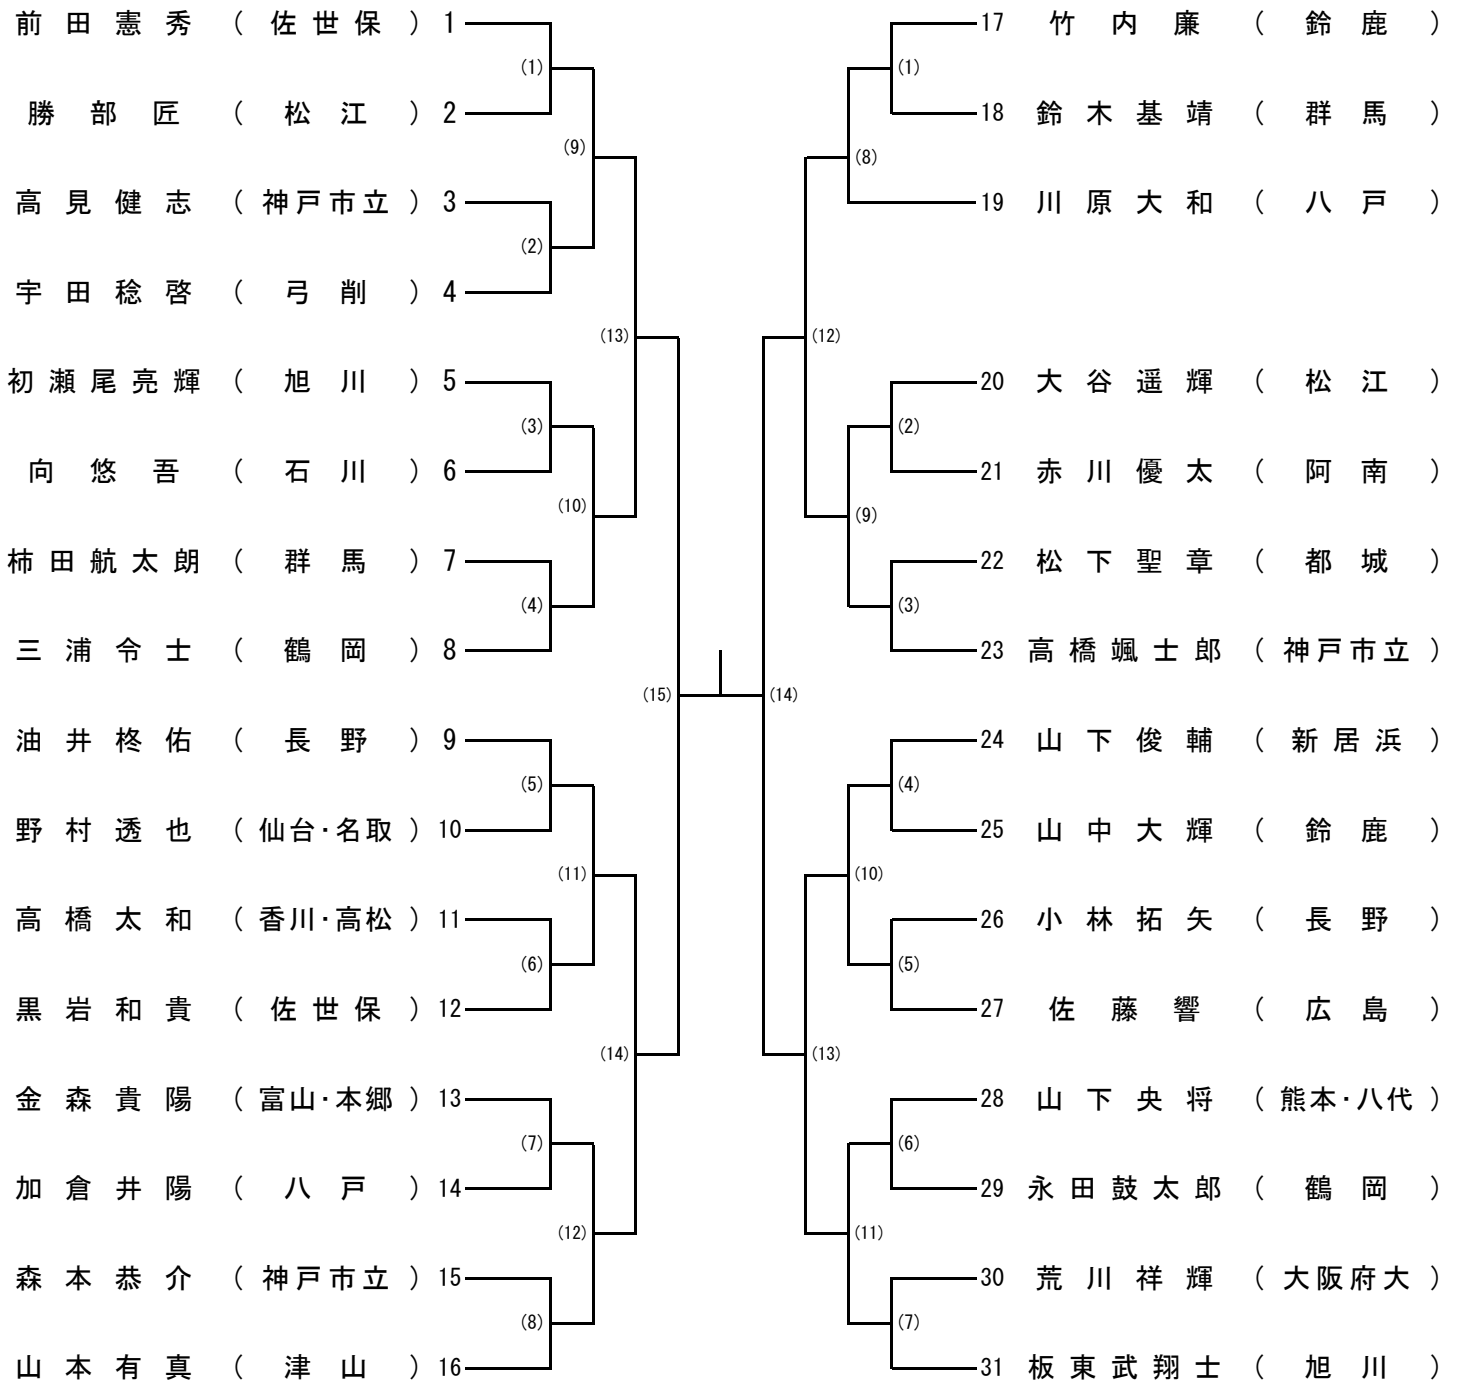 前田憲秀 (佐世保) 1
(1)
勝部匠 (松江) 2
(9)
高見健志 (神戸市立) 3
(2)
宇田稔啓 (弓削) 4
(13)
初瀬尾亮輝 (旭川) 5
(3)
向悠吾 (石川) 6
(10)
柿田航太朗 (群馬) 7
(4)
三浦令士 (鶴岡) 8
(15)
油井柊佑 (長野) 9
(5)
野村透也 (仙台・名取) 10
(11)
高橋太和 (香川・高松) 11
(6)
黒岩和貴 (佐世保) 12
(14)
金森貴陽 (富山・本郷) 13
(7)
加倉井陽 (八戸) 14
(12)
森本恭介 (神戸市立) 15
(8)
山本有真 (津山) 16
17 竹内廉 (鈴鹿)
(1)
18 鈴木基靖 (群馬)
(8)
19 川原大和 (八戸)
(12)
20 大谷遥輝 (松江)
(2)
21 赤川優太 (阿南)
(9)
22 松下聖章 (都城)
(3)
23 高橋颯士郎 (神戸市立)
(14)
24 山下俊輔 (新居浜)
(4)
25 山中大輝 (鈴鹿)
(10)
26 小林拓矢 (長野)
(5)
27 佐藤響 (広島)
(13)
28 山下央将 (熊本・八代)
(6)
29 永田鼓太郎 (鶴岡)
(11)
30 荒川祥輝 (大阪府大)
(7)
31 板東武翔士 (旭川)